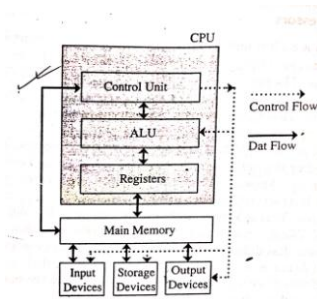 CPU
Control Unit
Control Flow
ALU
Dat Flow
Registers
Main Memory
Input
Devices
Storage
Devices
Output
Devices